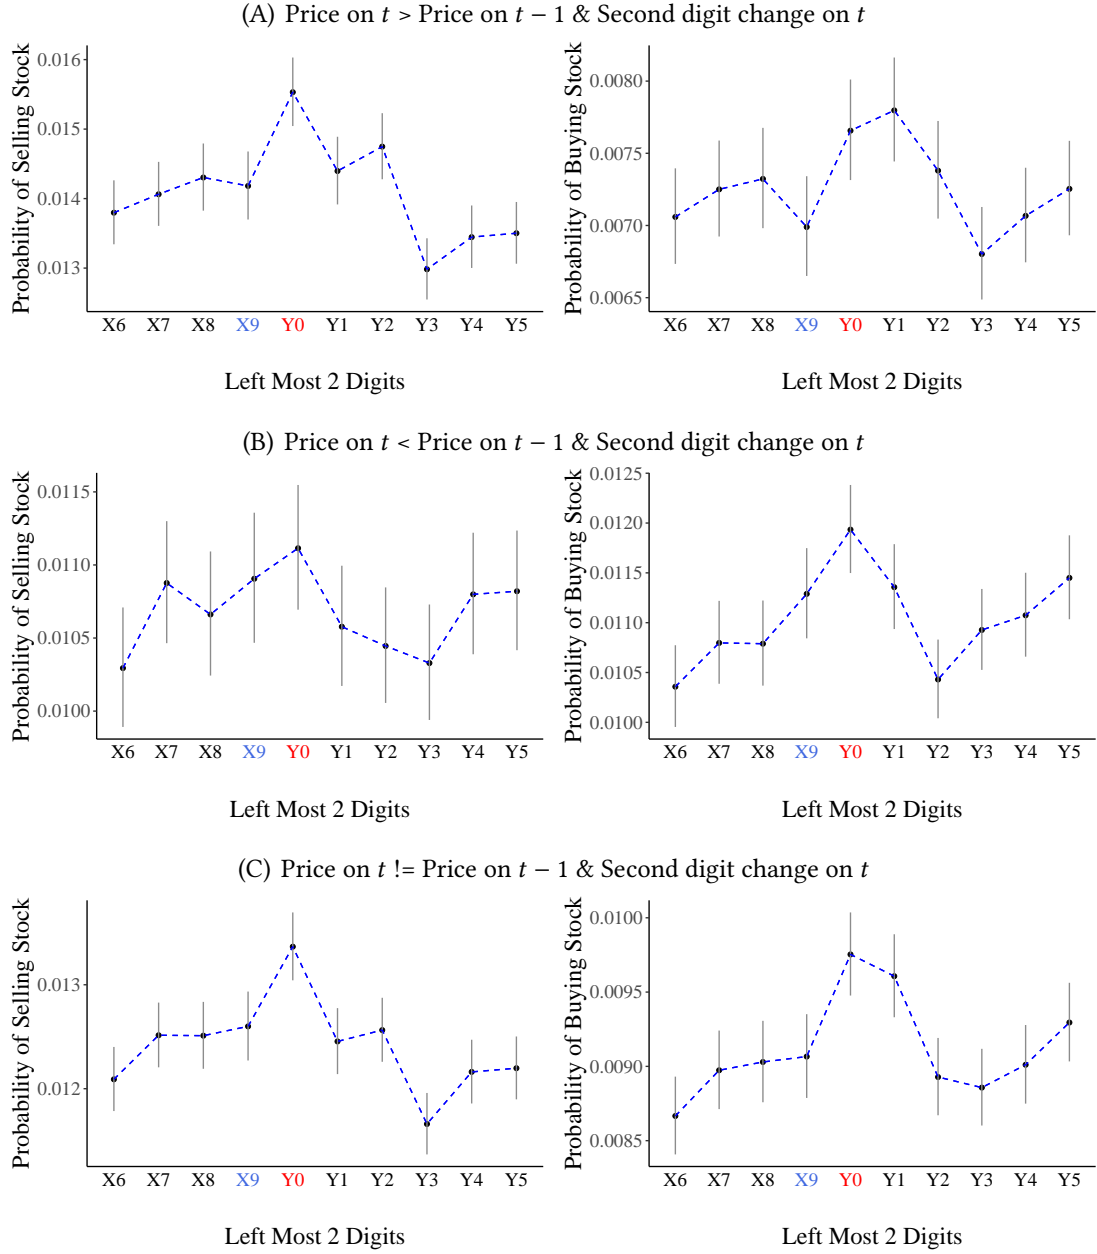 (A) Price on t > Price on t − 1 & Second digit change on t
Probability of Selling Stock
0.016
0.015
0.014
0.013
X6 X7 X8 X9 Y0 Y1 Y2 Y3 Y4 Y5
Left Most 2 Digits
Probability of Buying Stock
0.0080
0.0075
0.0070
0.0065
X6 X7 X8 X9 Y0 Y1 Y2 Y3 Y4 Y5
Left Most 2 Digits
(B) Price on t < Price on t − 1 & Second digit change on t
Probability of Selling Stock
0.0115
0.0110
0.0105
0.0100
X6 X7 X8 X9 Y0 Y1 Y2 Y3 Y4 Y5
Left Most 2 Digits
Probability of Buying Stock
0.0125
0.0120
0.0115
0.0110
0.0105
0.0100
X6 X7 X8 X9 Y0 Y1 Y2 Y3 Y4 Y5
Left Most 2 Digits
(C) Price on t != Price on t − 1 & Second digit change on t
Probability of Selling Stock
0.013
0.012
X6 X7 X8 X9 Y0 Y1 Y2 Y3 Y4 Y5
Left Most 2 Digits
Probability of Buying Stock
0.0100
0.0095
0.0090
0.0085
X6 X7 X8 X9 Y0 Y1 Y2 Y3 Y4 Y5
Left Most 2 Digits